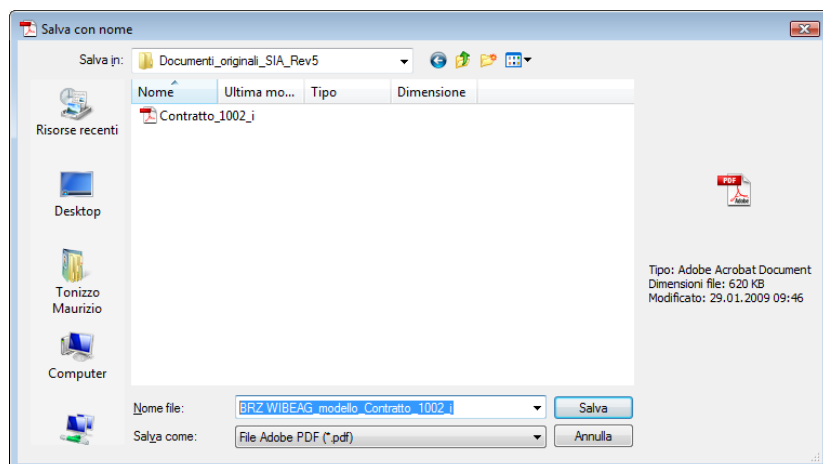 Salva con nome
Salva in:
Documenti_originali_SIA_Rev5
Nome
Ultima mo...
Tipo
Dimensione
Contratto_1002_i
Risorse recenti
Desktop
Tonizzo
Maurizio
Computer
PDF
Adobe
Tipo: Adobe Acrobat Document
Dimensioni file: 620 KB
Modificato: 29.01.2009 09:46
Nome file:
BRZ WIBEAG_modello_Contratto_1002_i
Salva
Salva come:
File Adobe PDF (*.pdf)
Annulla